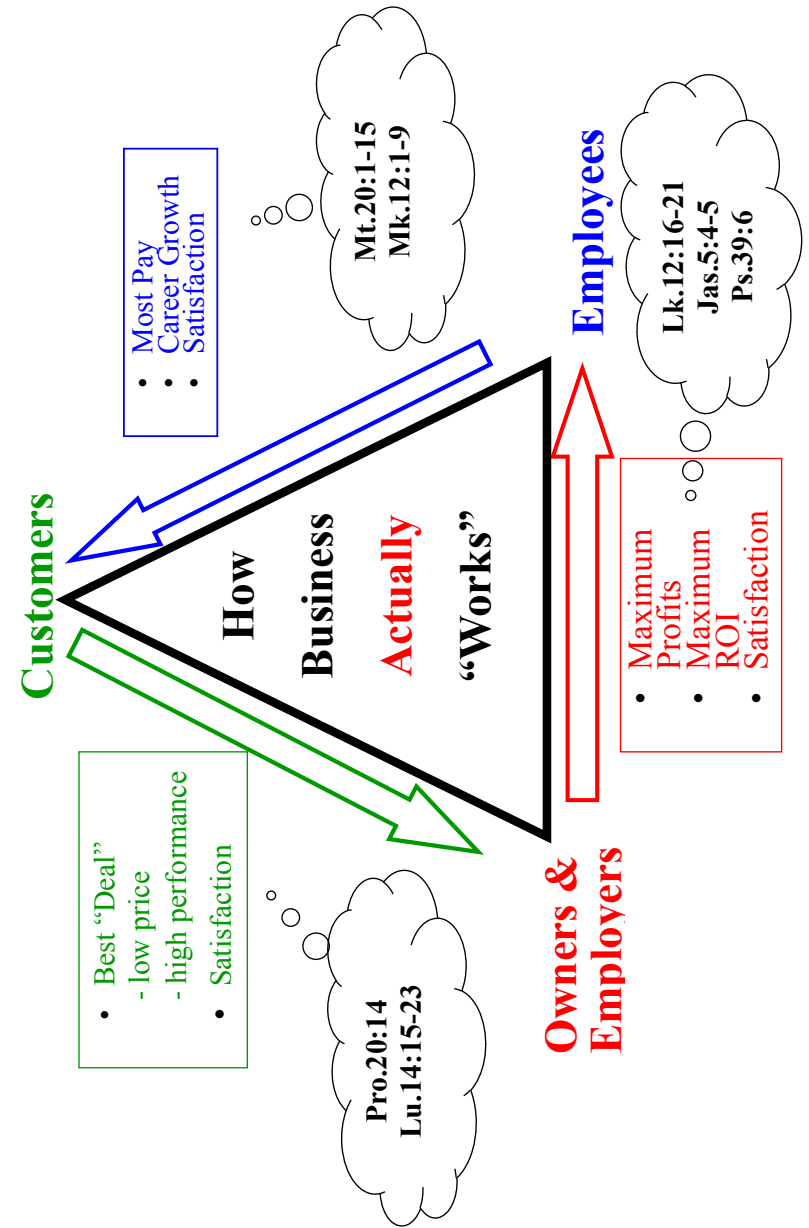 Customers
• Best “Deal”
- low price
- high performance
• Satisfaction
• Most Pay
• Career Growth
• Satisfaction
Pro.20:14
Lu.14:15-23
How
Business
Actually
“Works”
Mt.20:1-15
Mk.12:1-9
Owners &
Employers
Employees
• Maximum
Profits
• Maximum
ROI
• Satisfaction
Lk.12:16-21
Jas.5:4-5
Ps.39:6